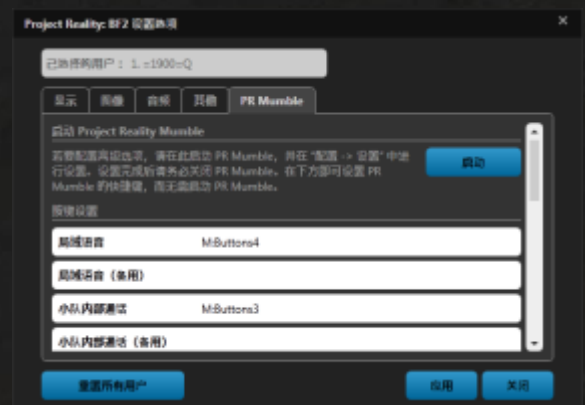 Project Reality: BF2 设置选项
已选择的用户： 1. =1900=Q
显示 图像 音频 其他 PR Mumble
启动 Project Reality Mumble
若要配置高级选项，请在此启动 PR Mumble，并在 "配置 -> 设置" 中进
行设置。设置完成后请务必关闭 PR Mumble。在下方即可设置 PR
Mumble 的快捷键，而无需启动 PR Mumble。
启动
按键设置
局域语音 M:Buttons4
局域语音（备用）
小队内部通话 M:Buttons3
小队内部通话（备用）
重置所有用户
应用 关闭